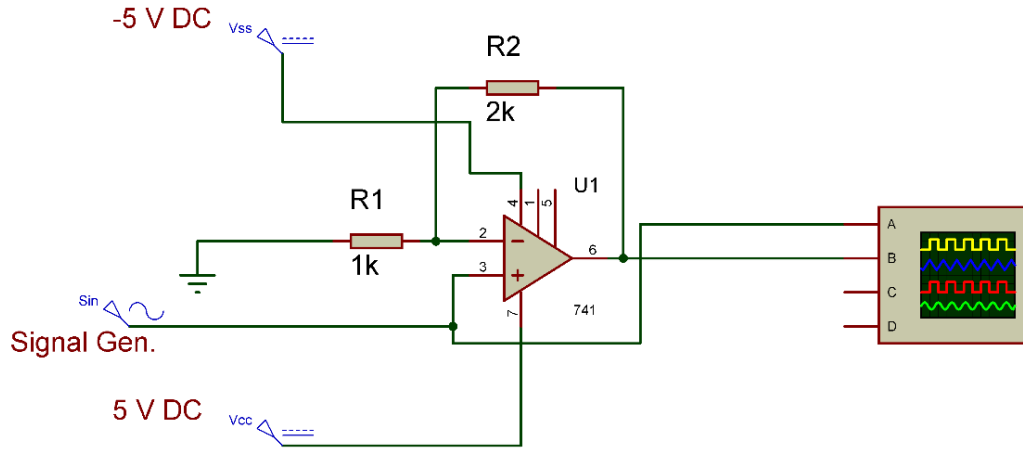 -5 V DC
Vss
R2
2k
U1
4
1
5
R1
1k
2
3
6
7
741
A
B
C
D
Sin
Signal Gen.
5 V DC
Vcc